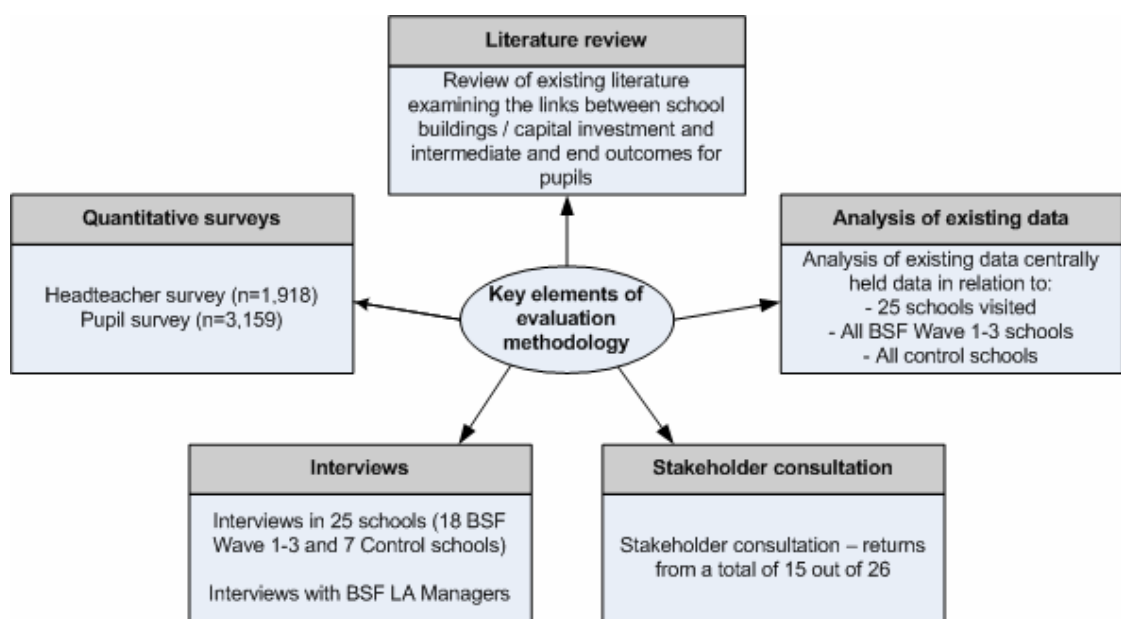 Literature review
Review of existing literature
examining the links between school
buildings / capital investment and
intermediate and end outcomes for
pupils
Quantitative surveys
Headteacher survey (n=1,918)
Pupil survey (n=3,159)
Key elements of
evaluation
methodology
Analysis of existing data
Analysis of existing data centrally
held data in relation to:
- 25 schools visited
- All BSF Wave 1-3 schools
- All control schools
Interviews
Interviews in 25 schools (18 BSF
Wave 1-3 and 7 Control schools)
Interviews with BSF LA Managers
Stakeholder consultation
Stakeholder consultation – returns
from a total of 15 out of 26